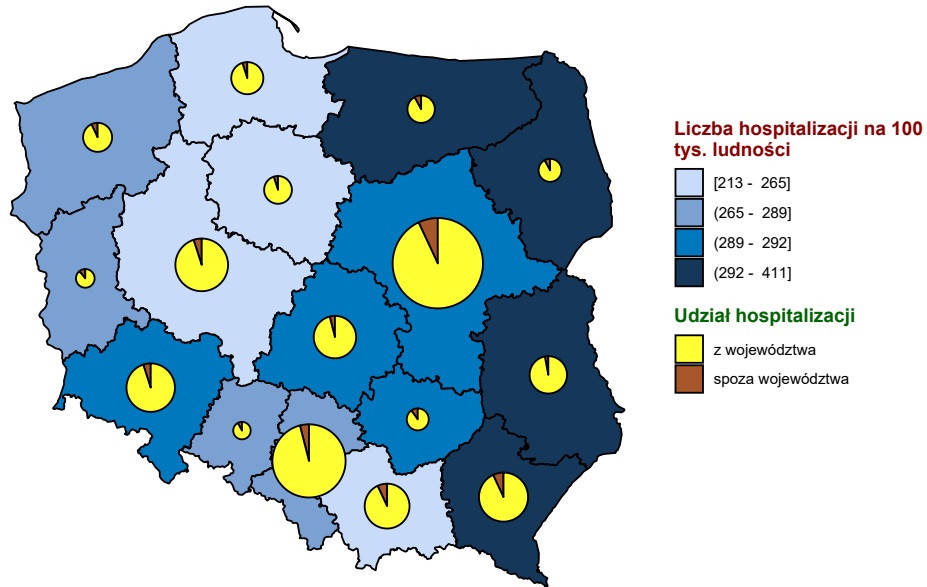 Liczba hospitalizacji na 100
tys. ludności
[213 - 265]
(265 - 289]
(289 - 292]
(292 - 411]
Udział hospitalizacji
z województwa
spoza województwa